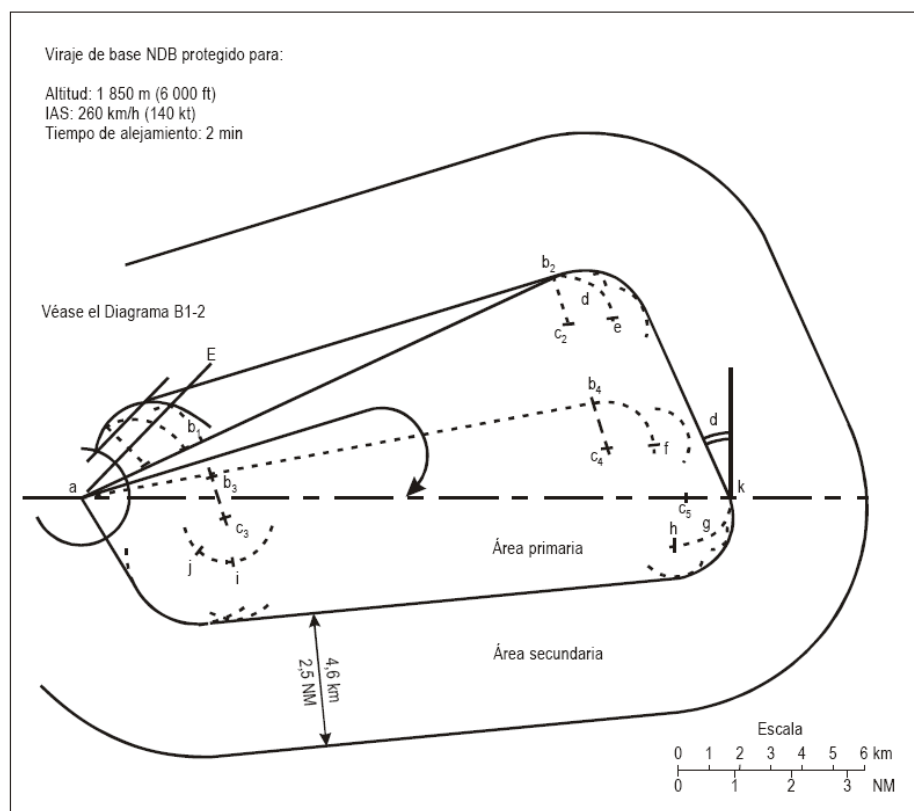 Viraje de base NDB protegido para:
Altitud: 1 850 m (6 000 ft)
IAS: 260 km/h (140 kt)
Tiempo de alejamiento: 2 min
b2
d
e
c2
Véase el Diagrama B1-2
E
b4
b1
d
f
c4
a
b3
k
c5
c3
h
g
j
i
Área primaria
4,6 km
2,5 NM
Área secundaria
Escala
0 1 2 3 4 5 6 km
0 1 2 3 NM